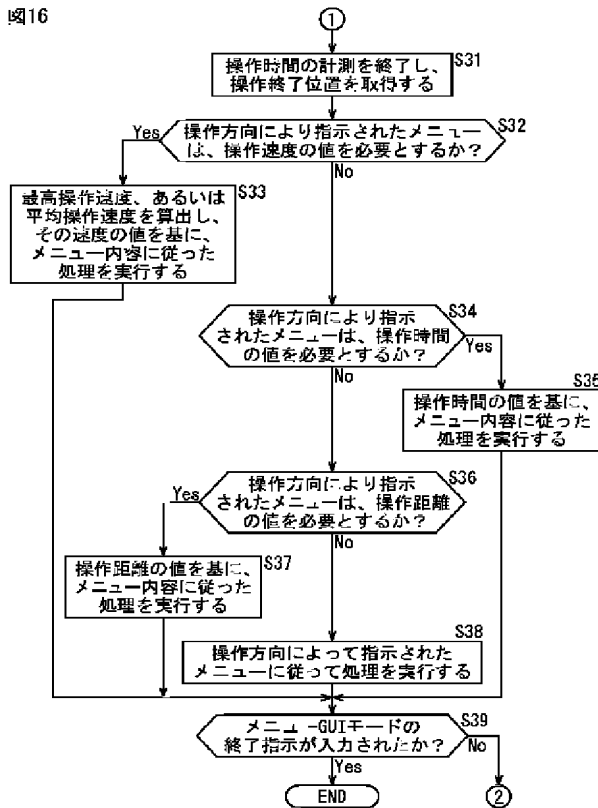 図16
①
操作時間の計測を終了し、
操作終了位置を取得する
S31
操作方向により指示されたメニュー
は、操作速度の値を必要とするか？
S32
Yes
No
最高操作速度、あるいは
平均操作速度を算出し、
その速度の値を基に、
メニュー内容に従った
処理を実行する
S33
操作方向により指示
されたメニューは、操作時間
の値を必要とするか？
S34
Yes
No
操作時間の値を基に、
メニュー内容に従った
処理を実行する
S35
操作方向により指示
されたメニューは、操作距離
の値を必要とするか？
S36
Yes
No
操作距離の値を基に、
メニュー内容に従った
処理を実行する
S37
操作方向によって指示された
メニューに従って処理を実行する
S38
メニュ-GUIモードの
終了指示が入力されたか？
S39
No
Yes
END
②